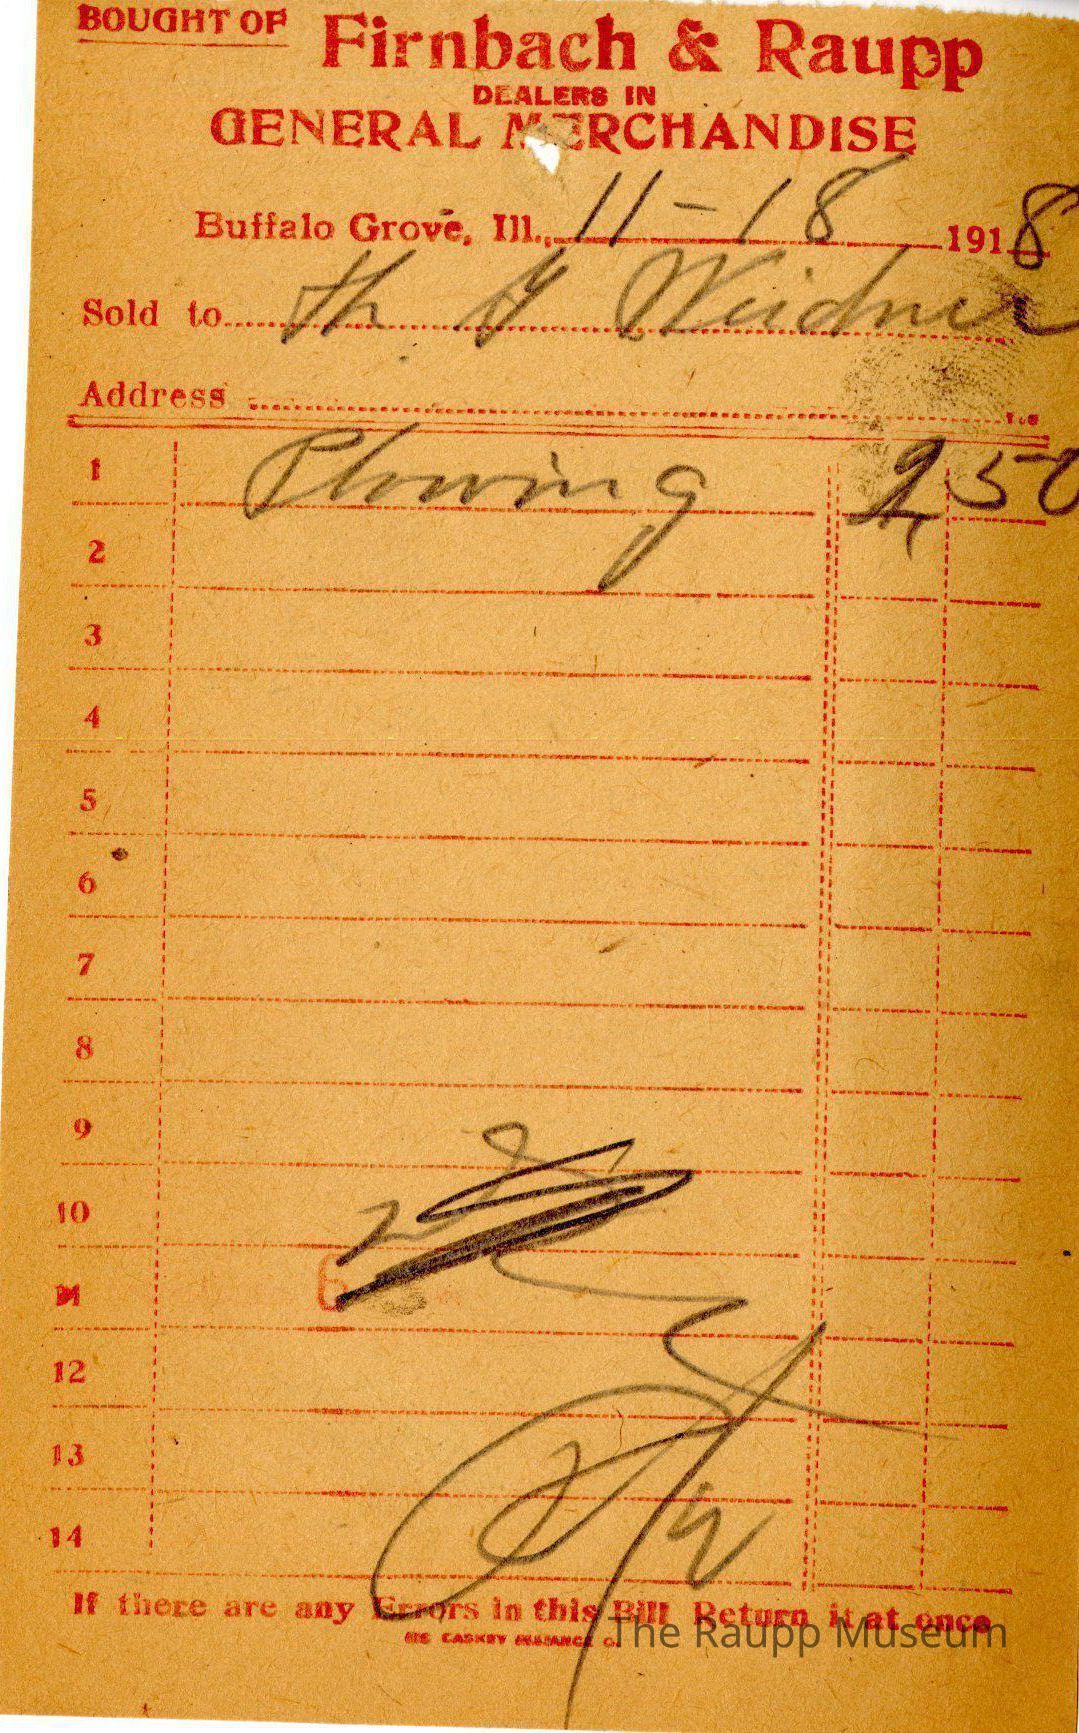 BOUGHT OF Firnbach & Raupp
DEALERS IN
GENERAL MERCHANDISE
Buffalo Grove, Ill., 11-18 1918
Sold to Weidner
Address
1 Plowing 2 50
2
3
4
5
6
7
8
9
10
11
12
13
14
If there are any Errors in this Bill Return it at once
The Raupp Museum